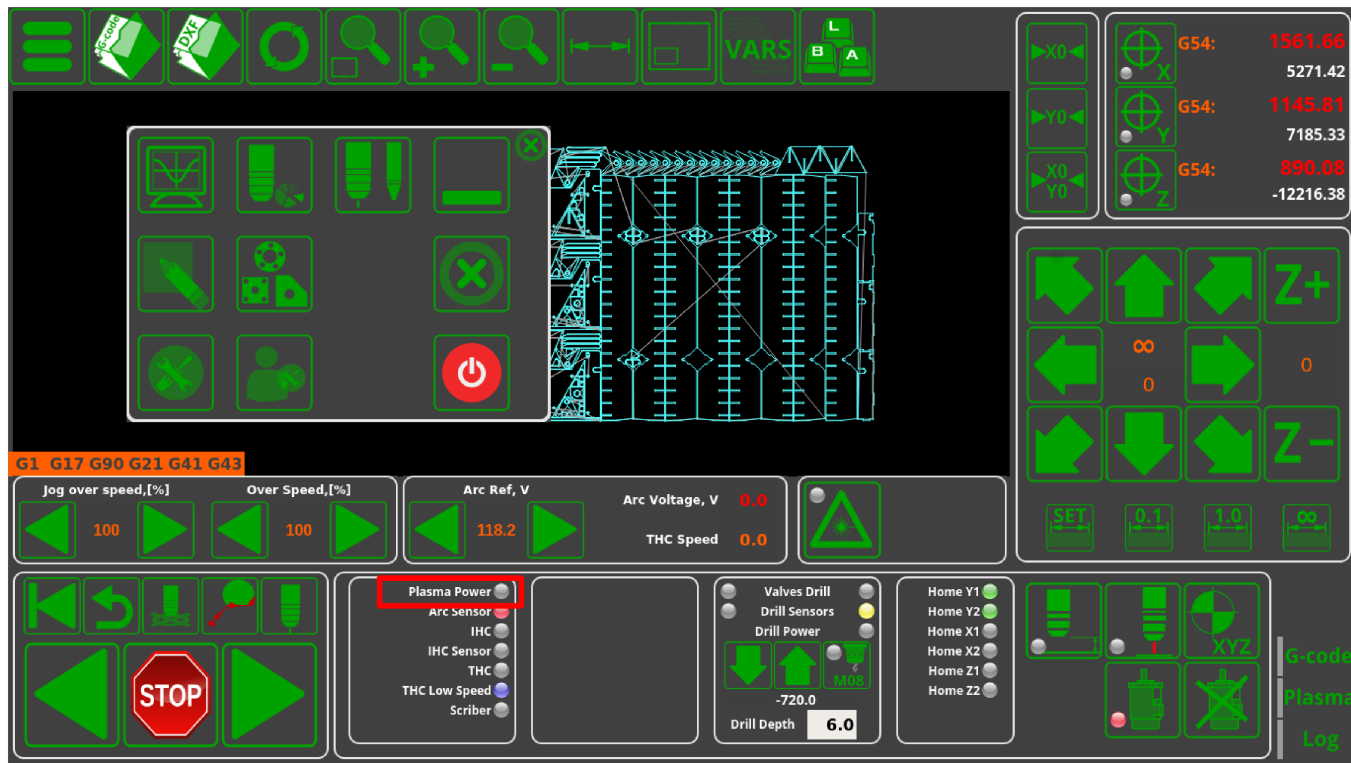 G-code
DXF
VARS
L
B
A
X0
Y0
X0
Y0
X
G54:
1561.66
5271.42
Y
G54:
1145.81
7185.33
Z
G54:
890.08
-12216.38
Z+
∞
0
0
Z-
SET
0.1
1.0
∞
G1 G17 G90 G21 G41 G43
Jog over speed,[%]
100
Over Speed,[%]
100
Arc Ref, V
118.2
Arc Voltage, V 0.0
THC Speed 0.0
STOP
Plasma Power
Arc Sensor
IHC
IHC Sensor
THC
THC Low Speed
Scriber
Valves Drill
Drill Sensors
Drill Power
M08
-720.0
Drill Depth 6.0
Home Y1
Home Y2
Home X1
Home X2
Home Z1
Home Z2
XYZ
G-code
Plasma
Log